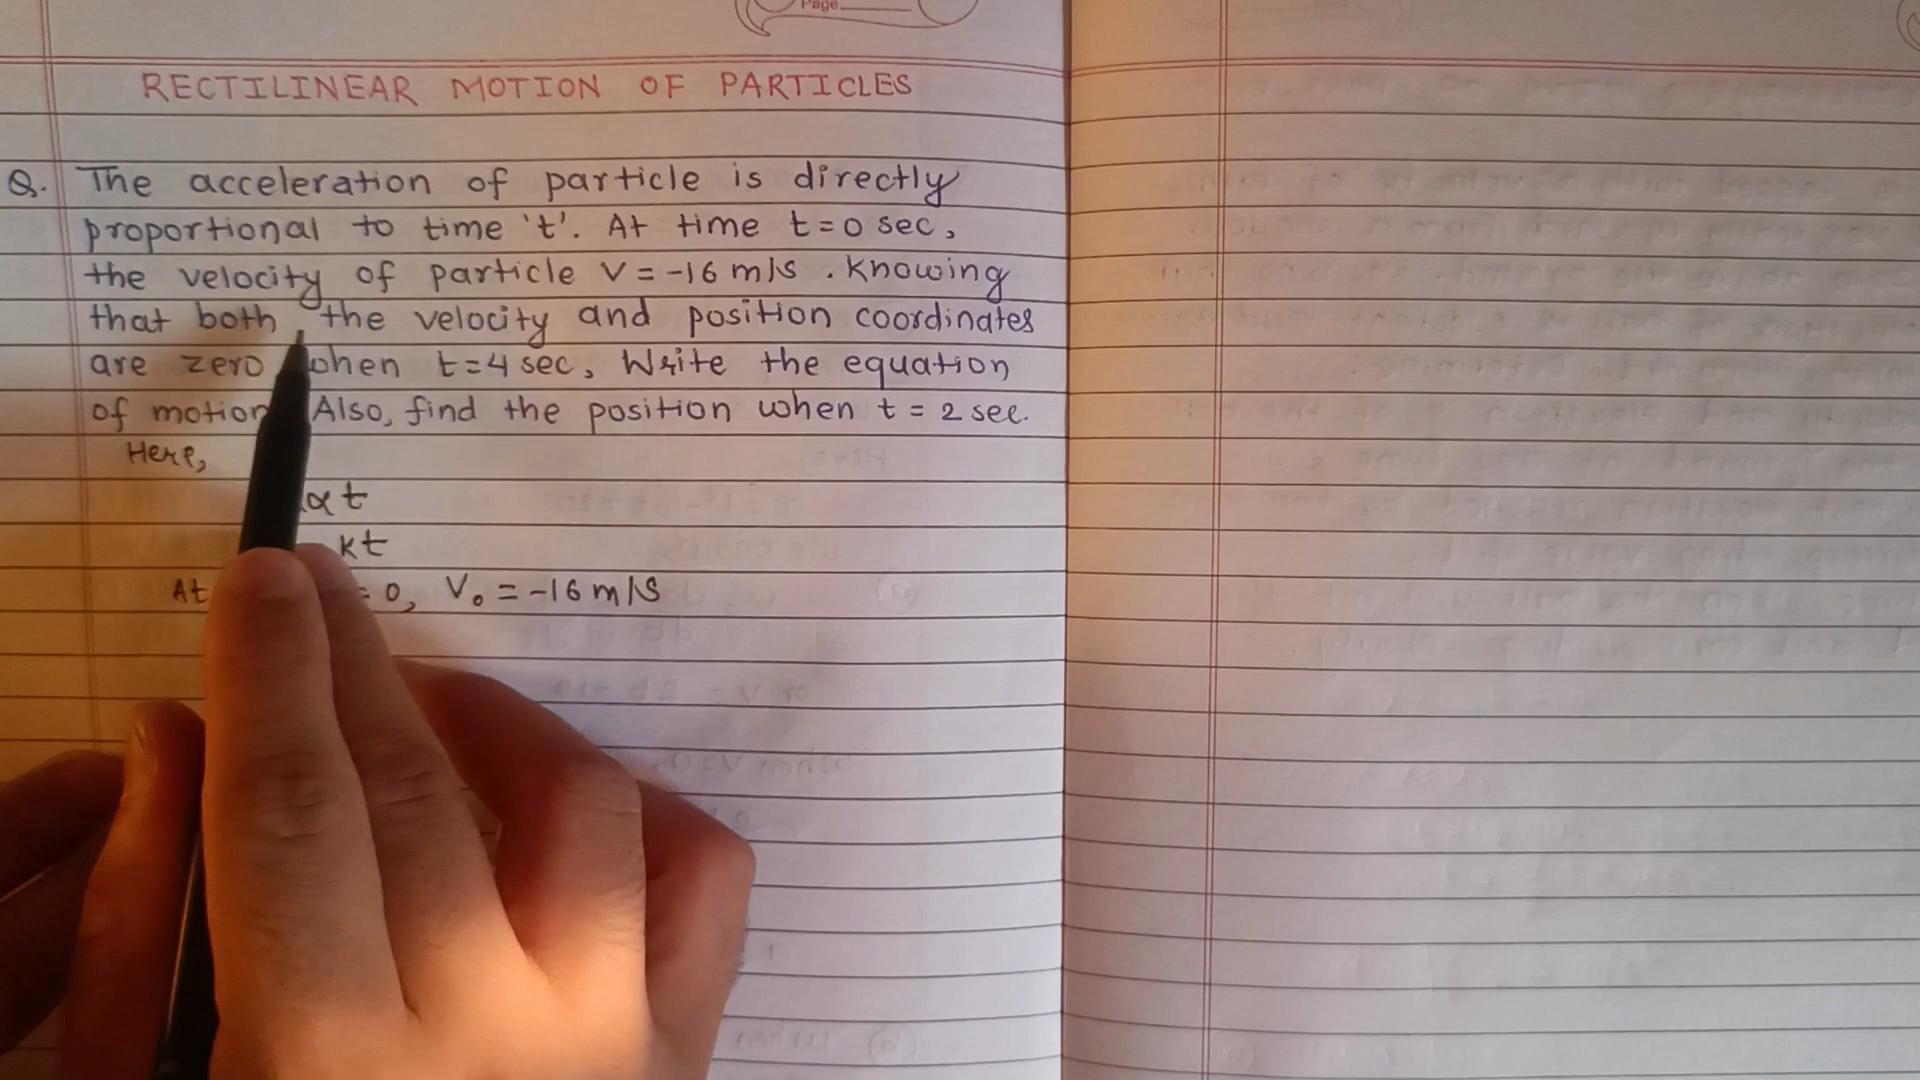 Page
RECTILINEAR MOTION OF PARTICLES
Q. The acceleration of particle is directly
proportional to time 't'. At time t=0 sec,
the velocity of particle v = -16 m/s. Knowing
that both the velocity and position coordinates
are zero when t=4 sec, Write the equation
of motion Also, find the position when t = 2 sec.
Here,
α t
kt
At = 0, V₀ = -16 m/s